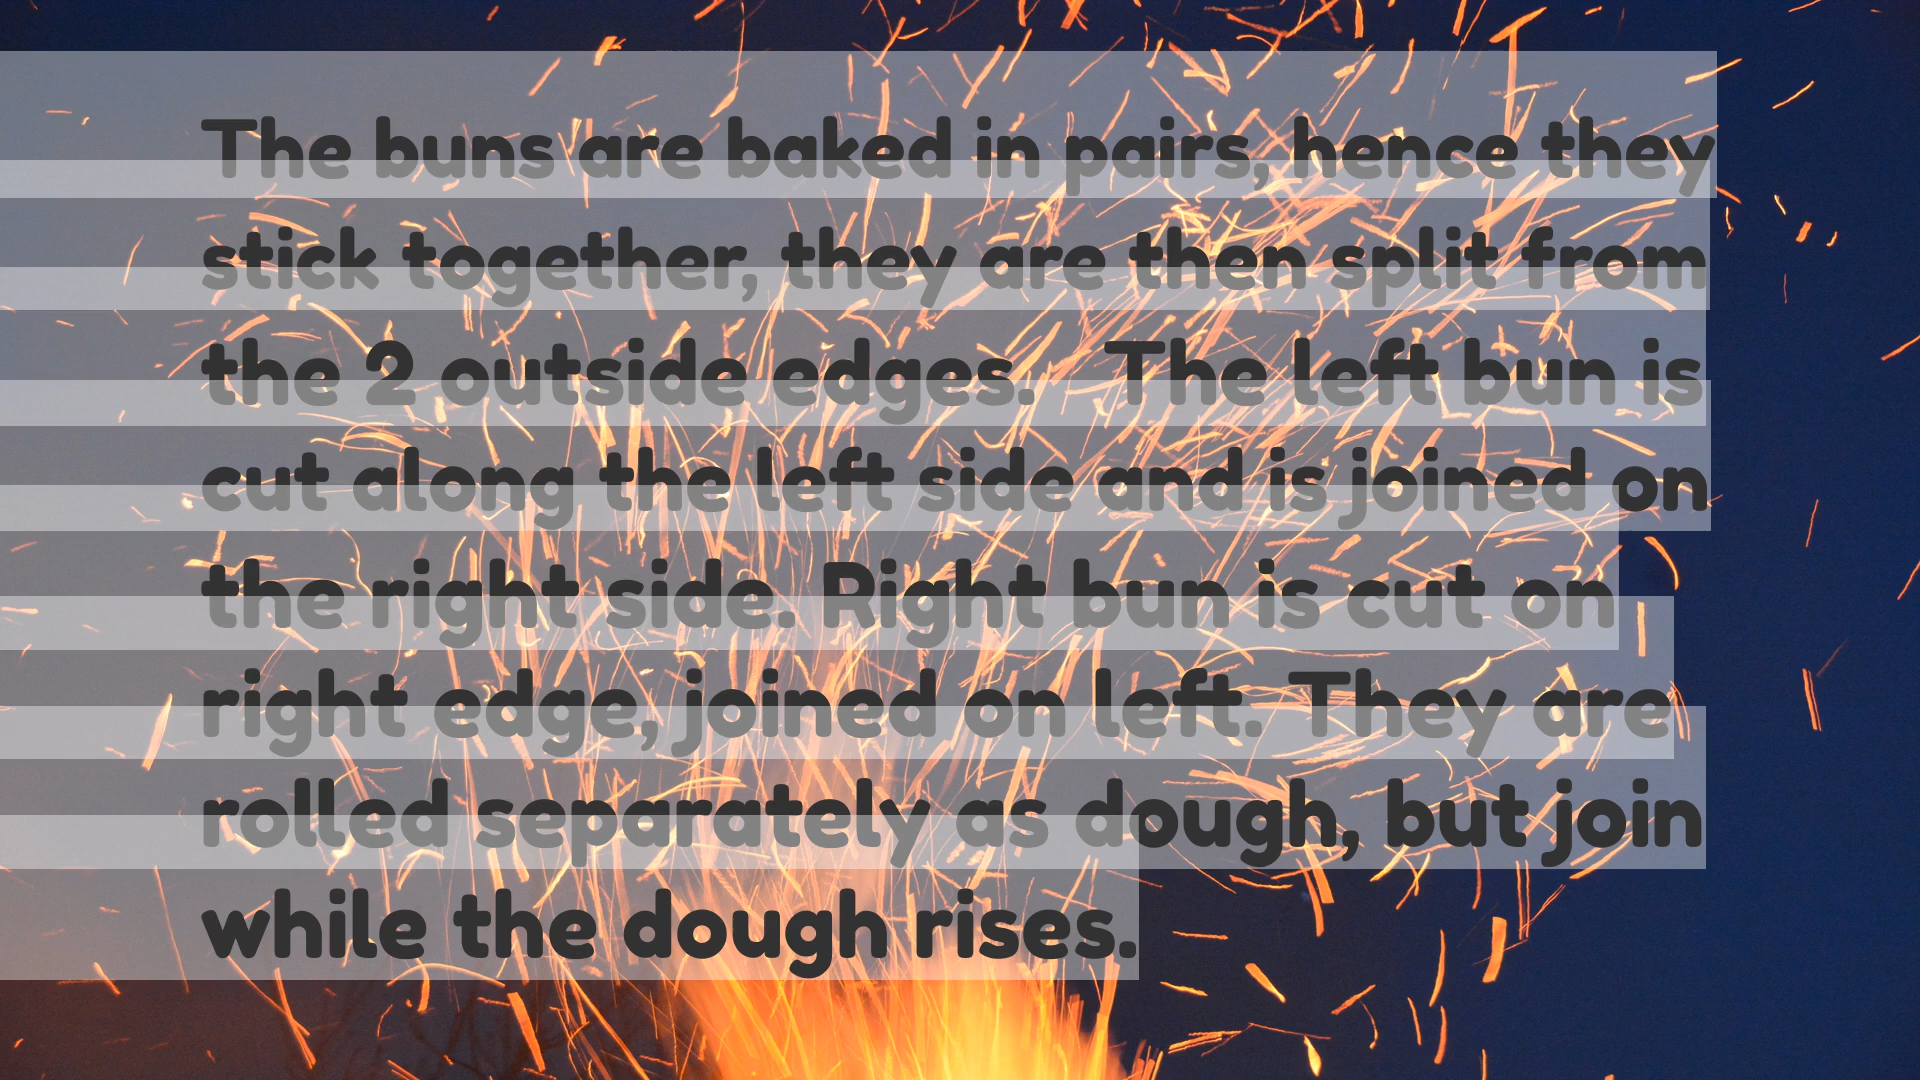 The buns are baked in pairs, hence they
stick together, they are then split from
the 2 outside edges.   The left bun is
cut along the left side and is joined on
the right side. Right bun is cut on
right edge, joined on left. They are
rolled separately as dough, but join
while the dough rises.